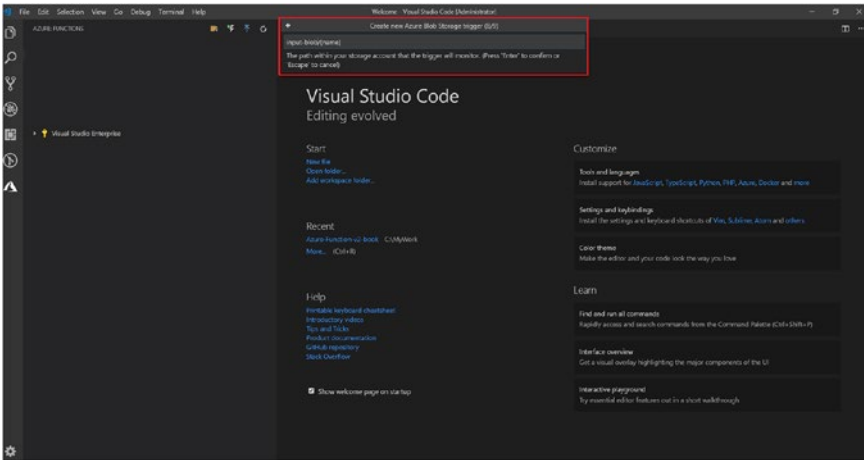 File Edit Selection View Go Debug Terminal Help
Welcome - Visual Studio Code [Administrator]
AZURE: FUNCTIONS
Create new Azure Blob Storage trigger (8/9)
input-blob/{name}
The path within your storage account that the trigger will monitor. (Press 'Enter' to confirm or
'Escape' to cancel)
Visual Studio Enterprise
Visual Studio Code
Editing evolved
Start
New file
Open folder...
Add workspace folder...
Recent
Azure-Function-v2-book C:\MyWork
More... (Ctrl+R)
Help
Printable keyboard cheatsheet
Introductory videos
Tips and Tricks
Product documentation
GitHub repository
Stack Overflow
Show welcome page on startup
Customize
Tools and languages
Install support for JavaScript, TypeScript, Python, PHP, Azure, Docker and more
Settings and keybindings
Install the settings and keyboard shortcuts of Vim, Sublime, Atom and others
Color theme
Make the editor and your code look the way you love
Learn
Find and run all commands
Rapidly access and search commands from the Command Palette (Ctrl+Shift+P)
Interface overview
Get a visual overlay highlighting the major components of the UI
Interactive playground
Try essential editor features out in a short walkthrough